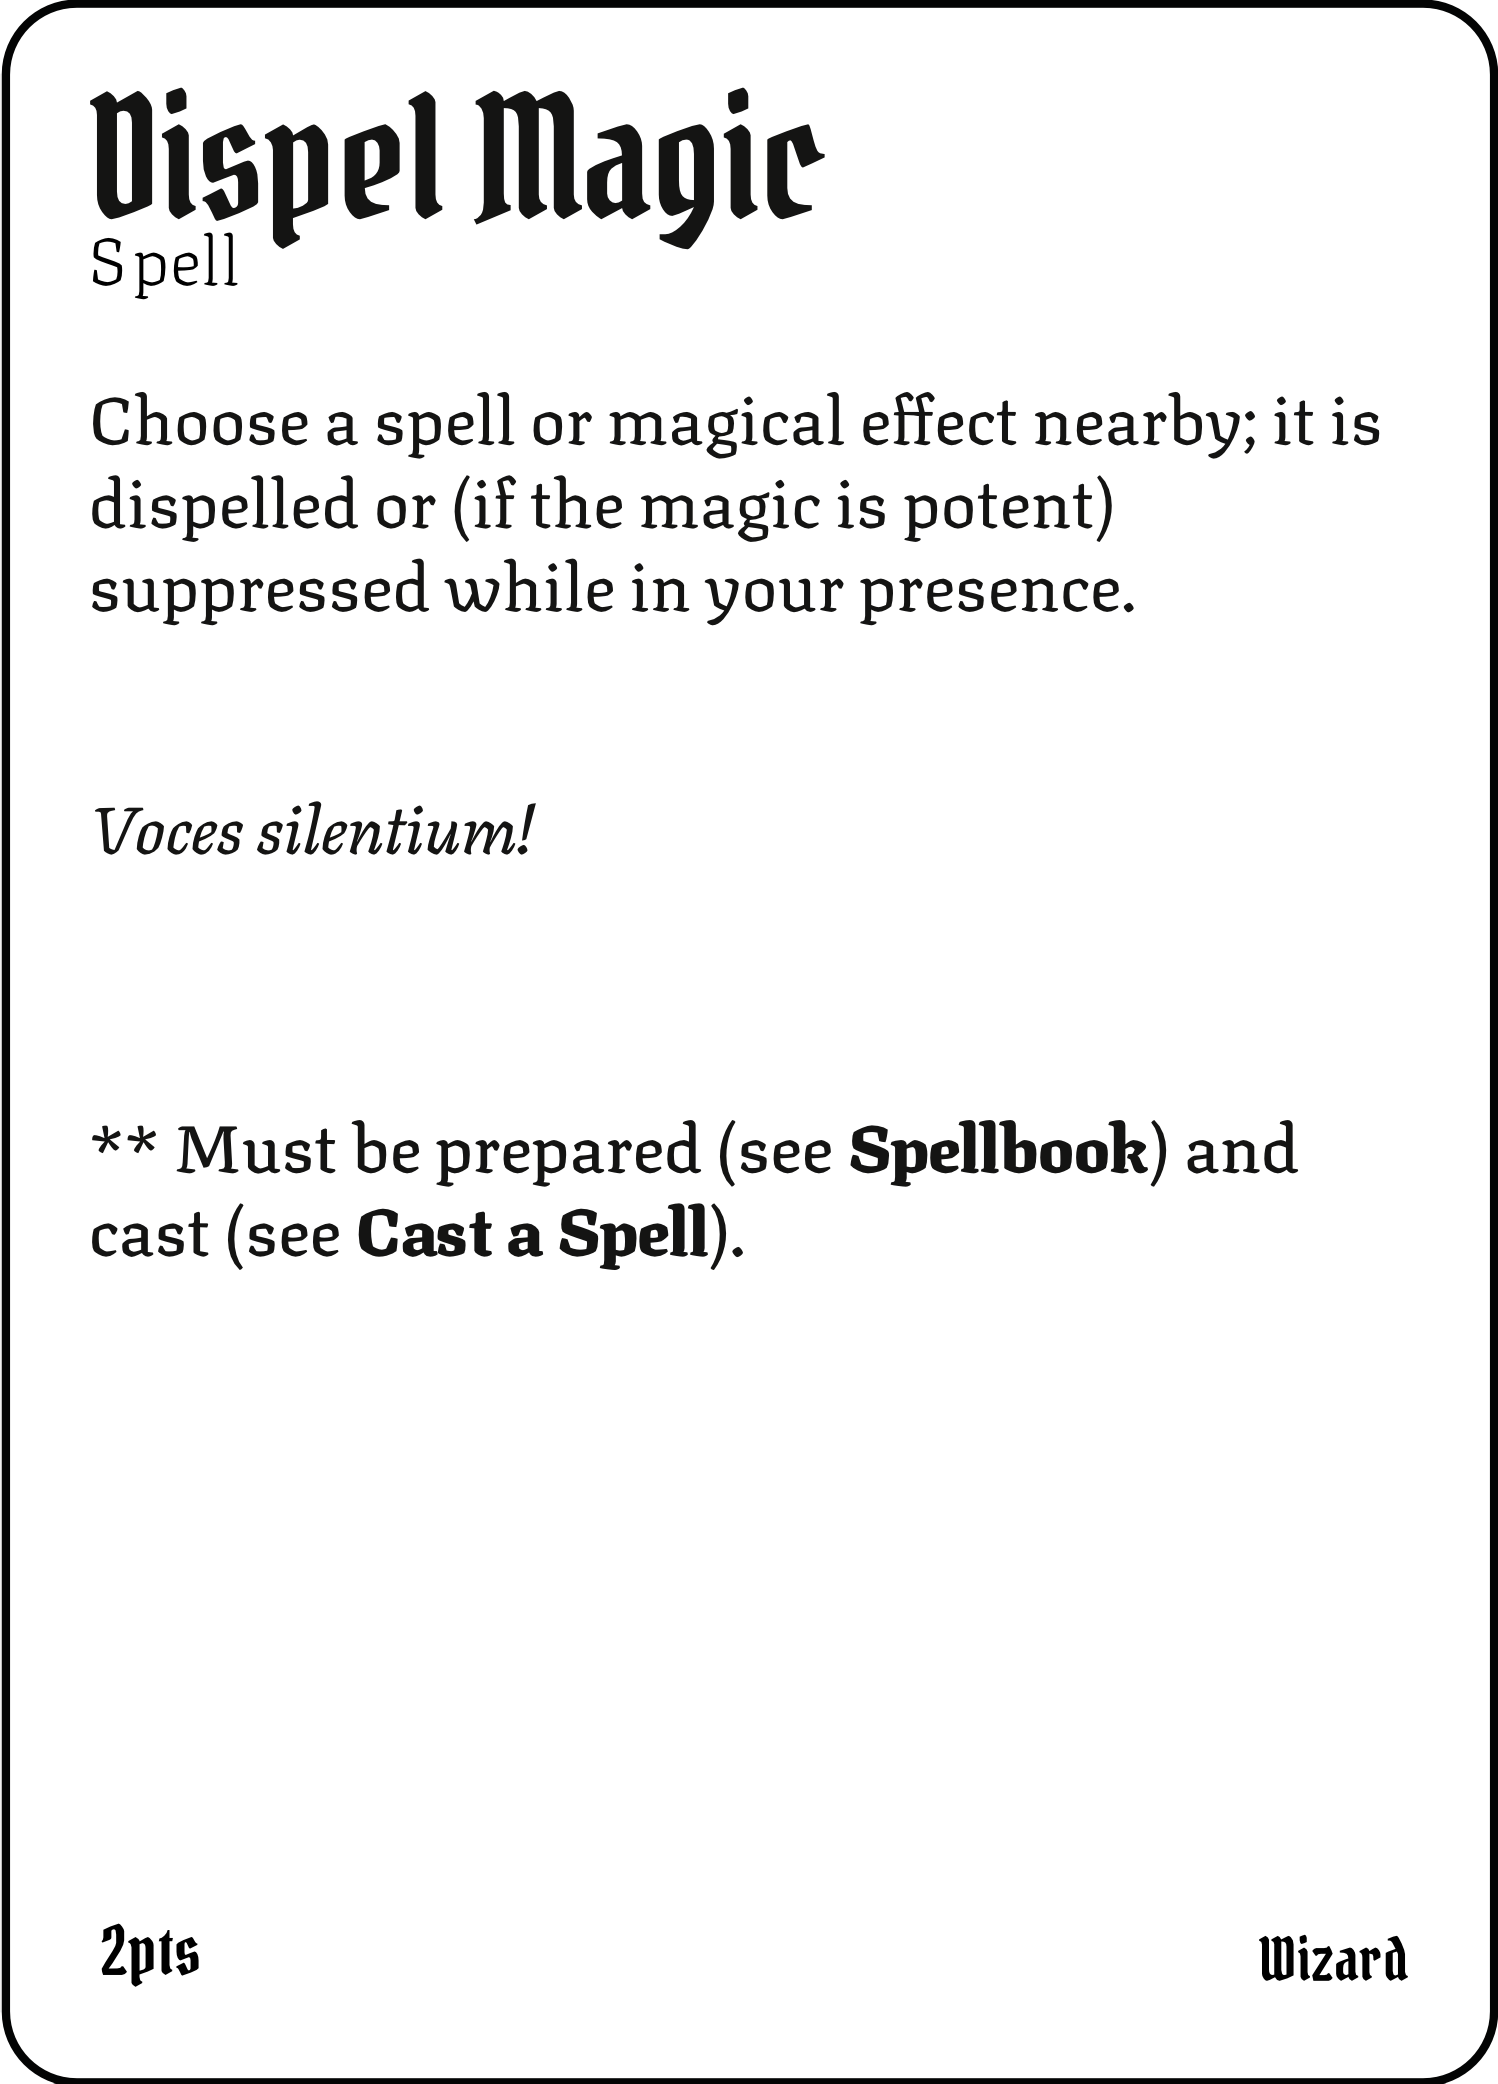 Dispel Magic
Spell
Choose a spell or magical effect nearby; it is
dispelled or (if the magic is potent)
suppressed while in your presence.
Voces silentium!
** Must be prepared (see Spellbook) and
cast (see Cast a Spell).
2pts
Wizard